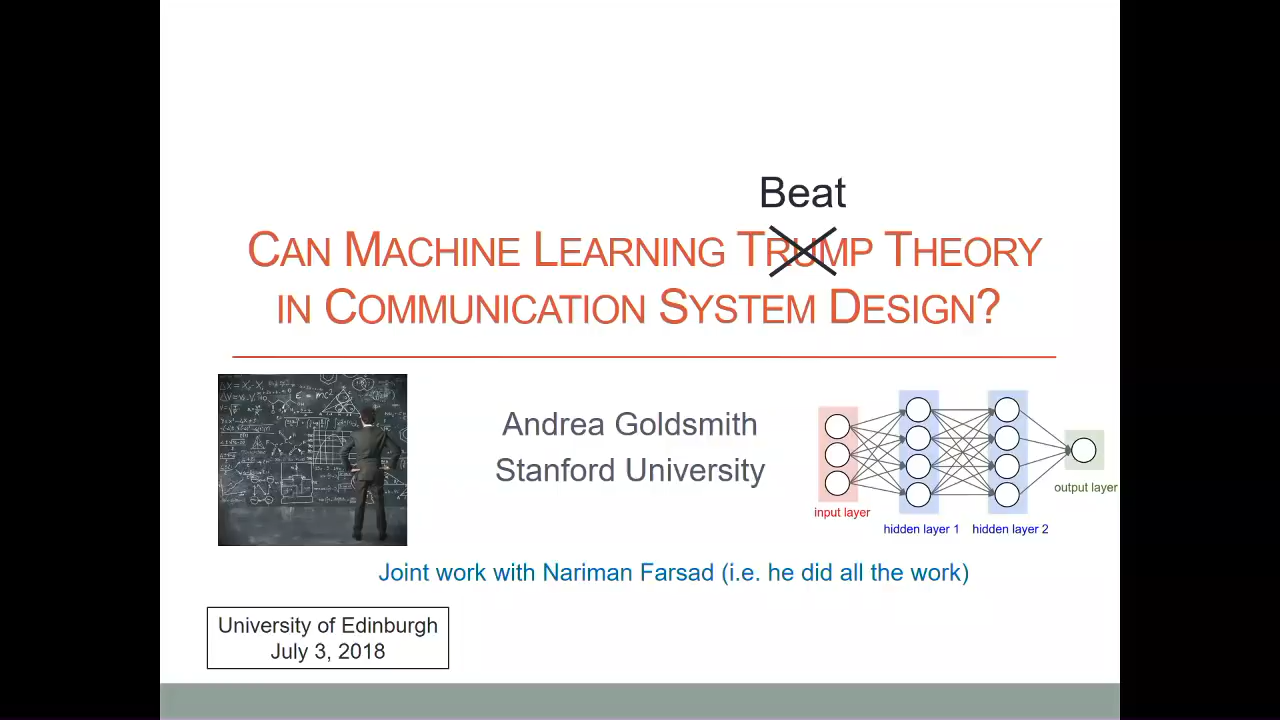 Beat
CAN MACHINE LEARNING TRUMP THEORY
IN COMMUNICATION SYSTEM DESIGN?
Andrea Goldsmith
Stanford University
input layer
hidden layer 1
hidden layer 2
output layer
Joint work with Nariman Farsad (i.e. he did all the work)
University of Edinburgh
July 3, 2018
E = mc²